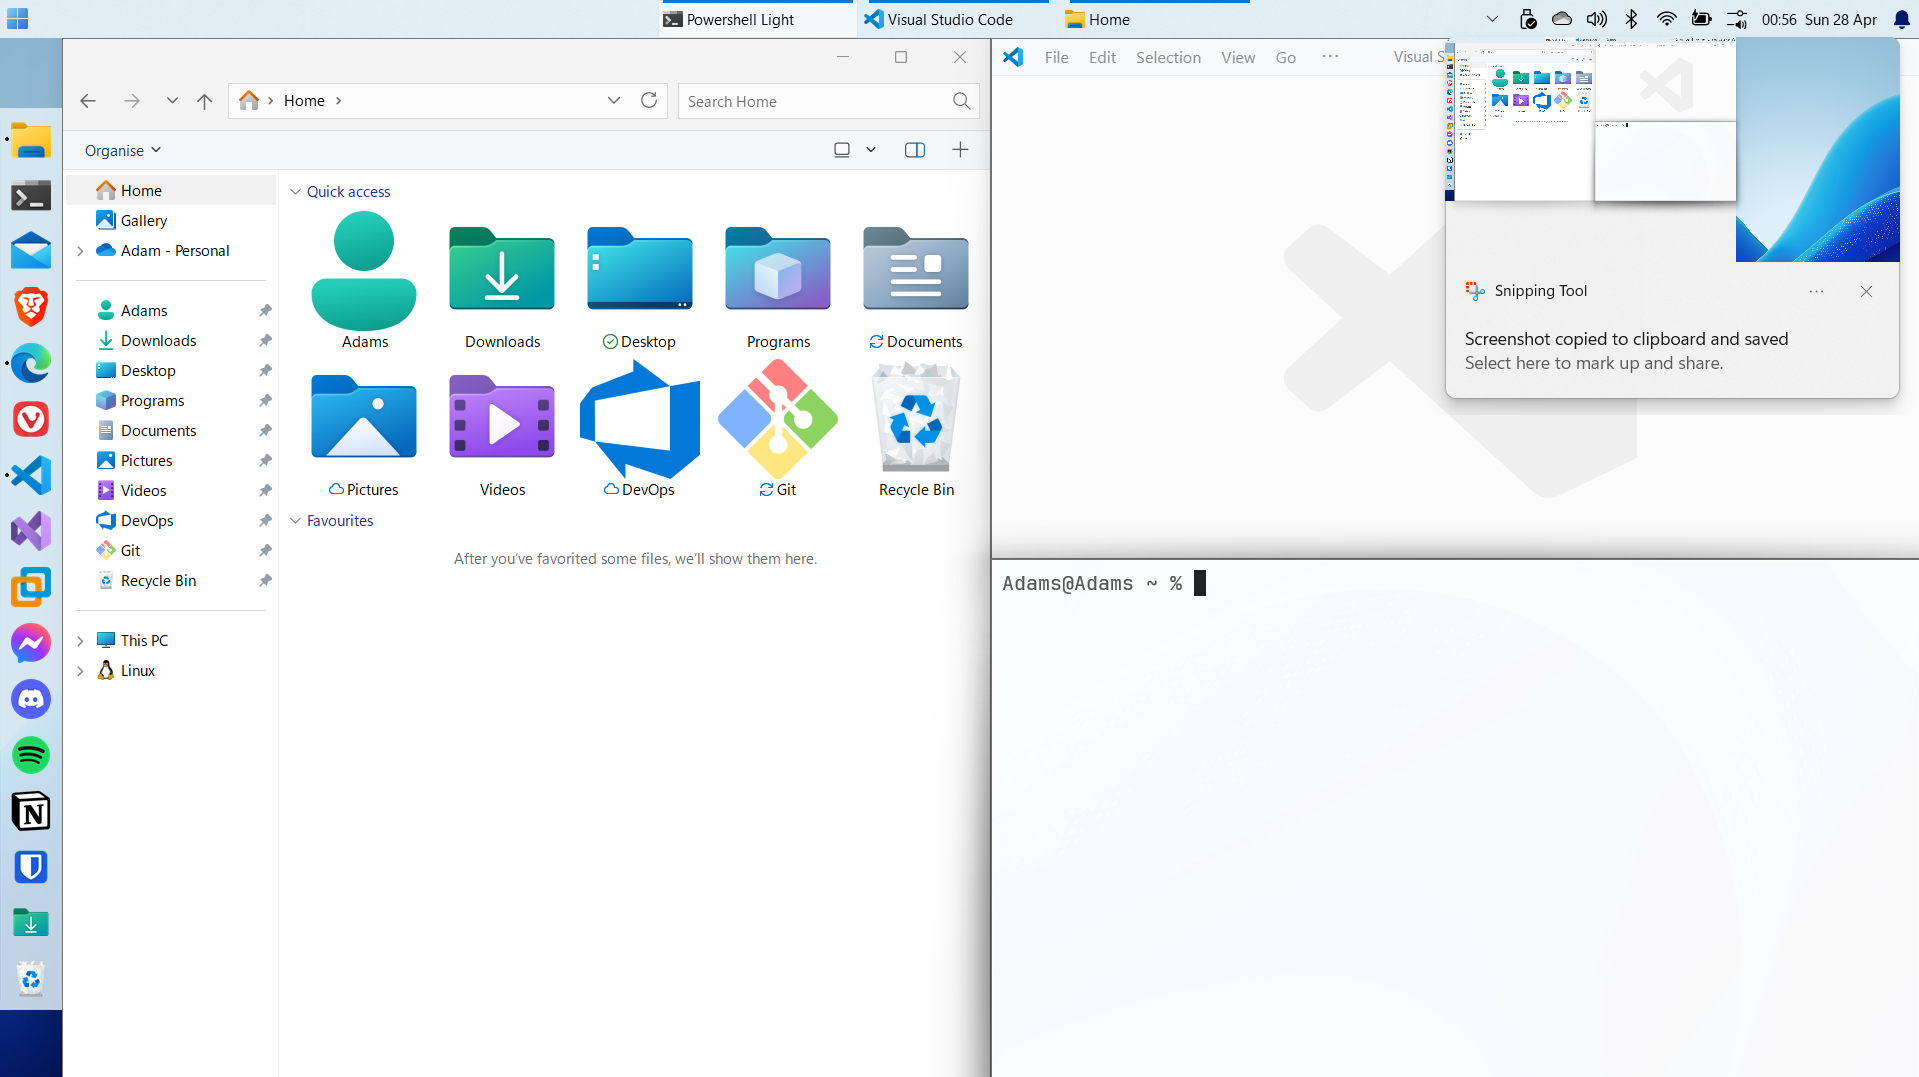 Powershell Light
Visual Studio Code
Home
00:56 Sun 28 Apr
Home
Search Home
Organise
Home
Gallery
Adam - Personal
Adams
Downloads
Desktop
Programs
Documents
Pictures
Videos
DevOps
Git
Recycle Bin
This PC
Linux
Quick access
Adams
Downloads
Desktop
Programs
Documents
Pictures
Videos
DevOps
Git
Recycle Bin
Favourites
After you’ve favorited some files, we’ll show them here.
File Edit Selection View Go ··· Visual S
Snipping Tool
Screenshot copied to clipboard and saved
Select here to mark up and share.
Adams@Adams ~ %